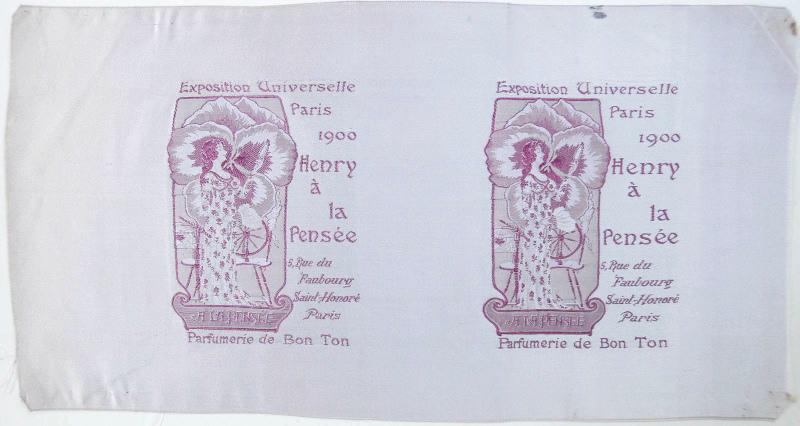 Exposition Universelle
Paris
1900
Henry
à
la
Pensée
5, Rue du
Faubourg
Saint-Honoré
Paris
A LA PENSÉE
Parfumerie de Bon Ton
Exposition Universelle
Paris
1900
Henry
à
la
Pensée
5, Rue du
Faubourg
Saint-Honoré
Paris
A LA PENSÉE
Parfumerie de Bon Ton